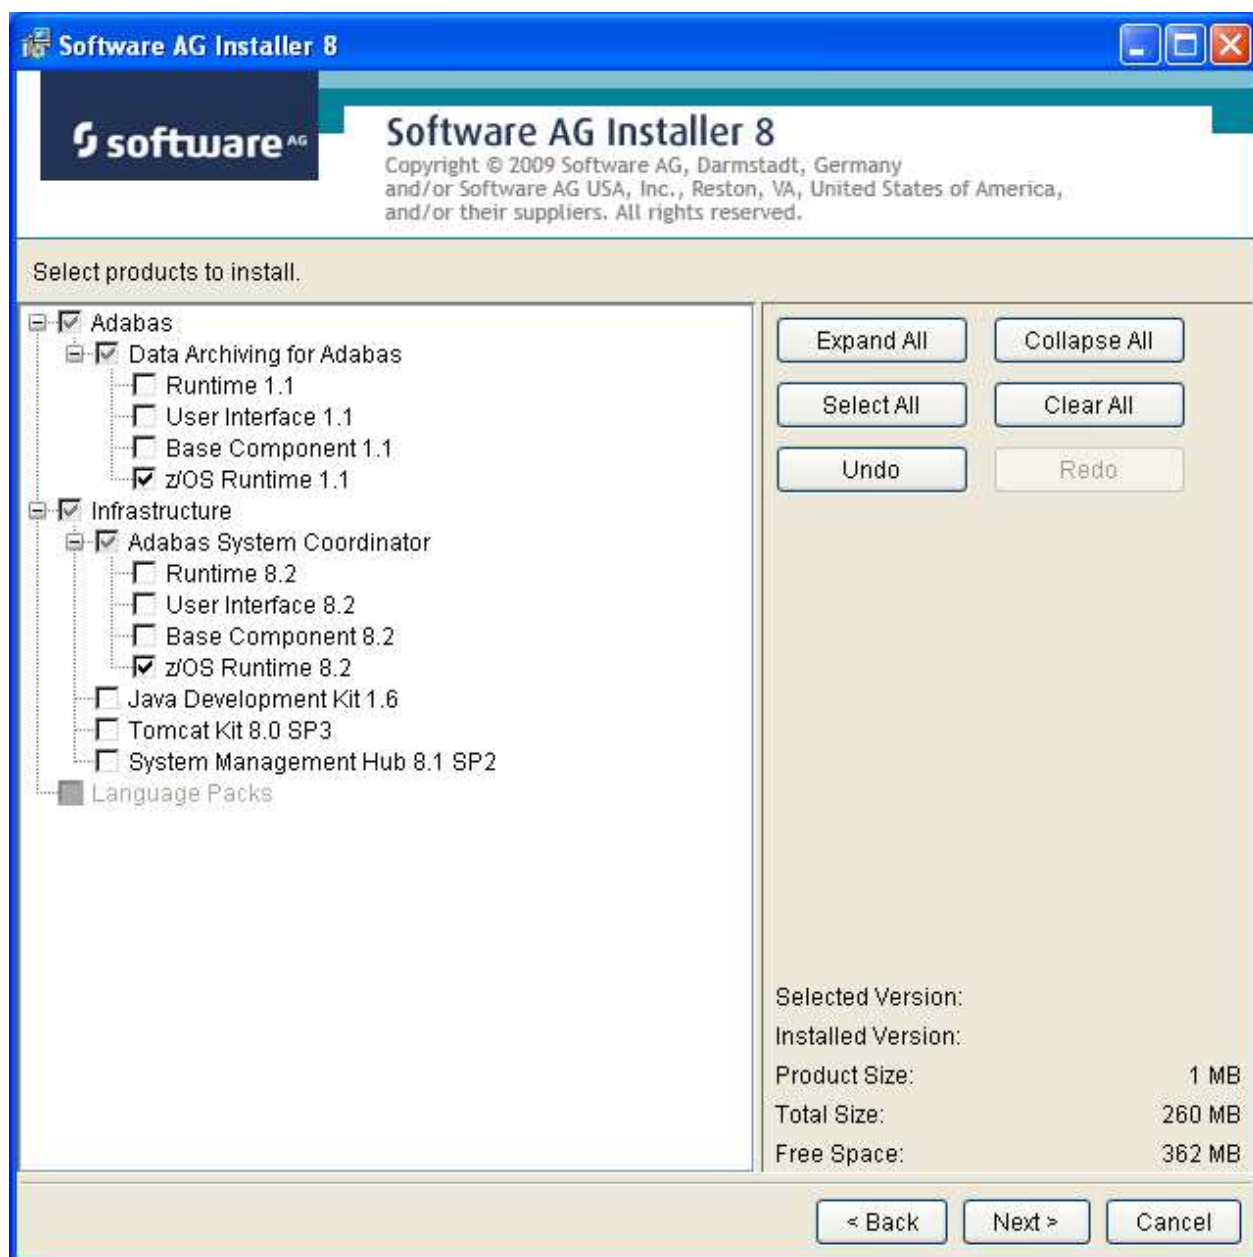 Software AG Installer 8
software AG
Software AG Installer 8
Copyright © 2009 Software AG, Darmstadt, Germany
and/or Software AG USA, Inc., Reston, VA, United States of America,
and/or their suppliers. All rights reserved.
Select products to install.
Adabas
Data Archiving for Adabas
Runtime 1.1
User Interface 1.1
Base Component 1.1
z/OS Runtime 1.1
Infrastructure
Adabas System Coordinator
Runtime 8.2
User Interface 8.2
Base Component 8.2
z/OS Runtime 8.2
Java Development Kit 1.6
Tomcat Kit 8.0 SP3
System Management Hub 8.1 SP2
Language Packs
Expand All Collapse All
Select All Clear All
Undo Redo
Selected Version:
Installed Version:
Product Size: 1 MB
Total Size: 260 MB
Free Space: 362 MB
< Back Next > Cancel